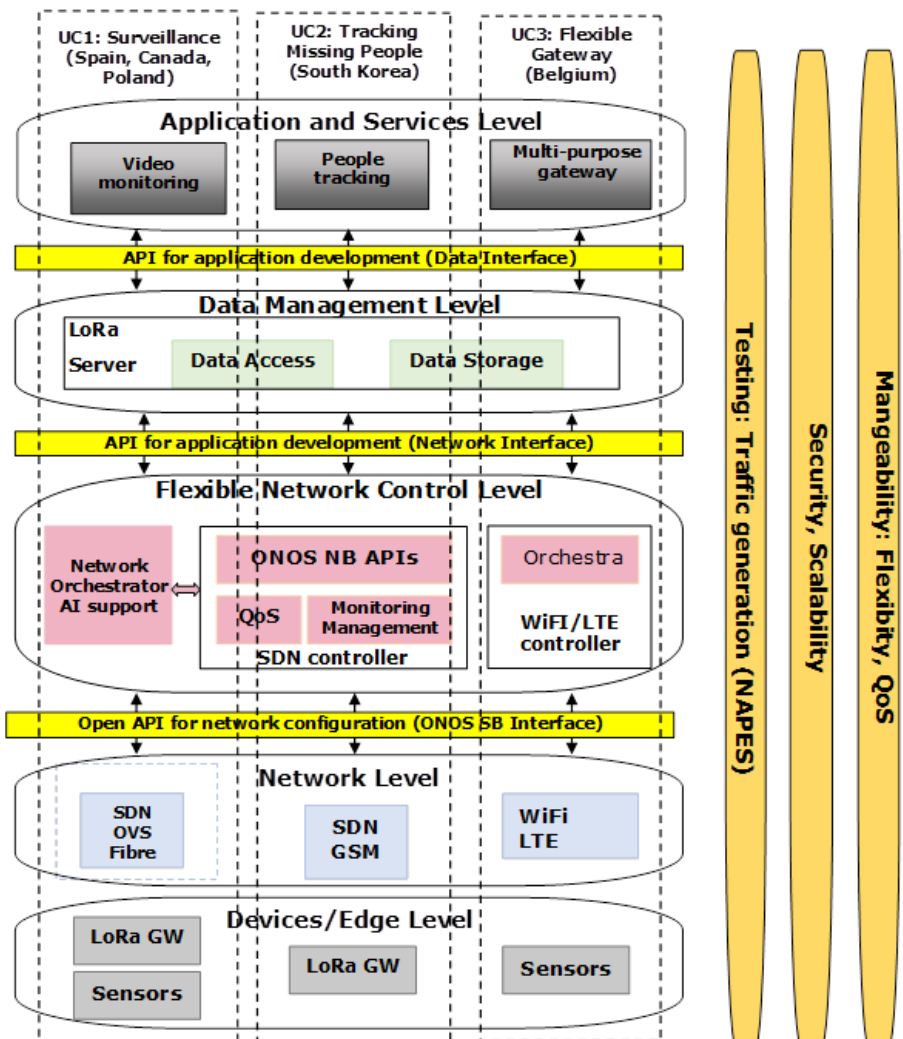 UC1: Surveillance
(Spain, Canada,
Poland)
UC2: Tracking
Missing People
(South Korea)
UC3: Flexible
Gateway
(Belgium)
Application and Services Level
Video
monitoring
People
tracking
Multi-purpose
gateway
API for application development (Data Interface)
Data Management Level
LoRa
Server
Data Access
Data Storage
API for application development (Network Interface)
Flexible Network Control Level
Network
Orchestrator
AI support
ONOS NB APIs
QoS
Monitoring
Management
SDN controller
Orchestra
WiFI/LTE
controller
Open API for network configuration (ONOS SB Interface)
Network Level
SDN
OVS
Fibre
SDN
GSM
WiFi
LTE
Devices/Edge Level
LoRa GW
Sensors
LoRa GW
Sensors
Testing: Traffic generation (NAPES)
Security, Scalability
Mangeability: Flexibity, QoS